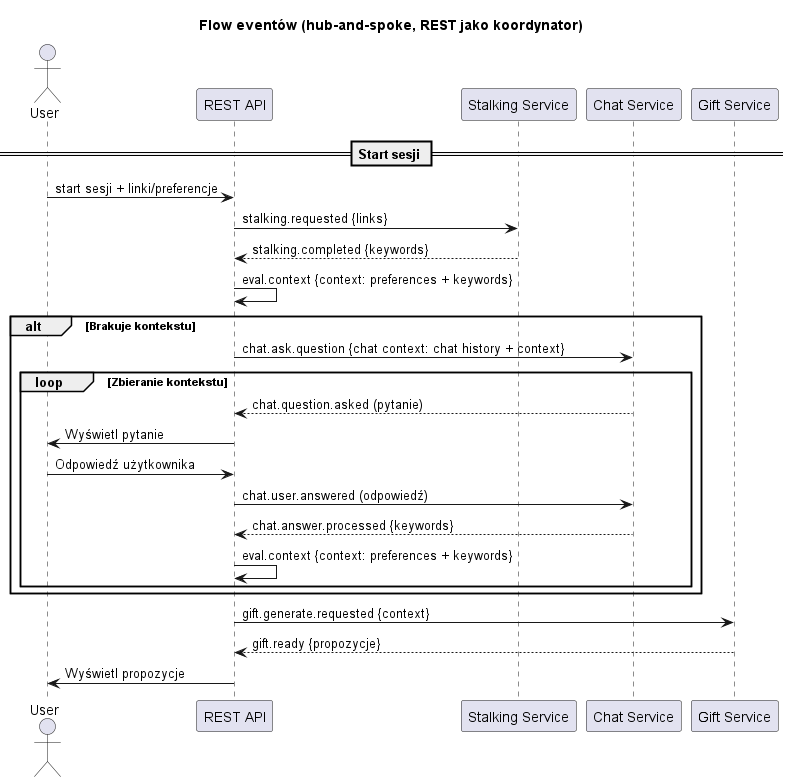 Flow eventów (hub-and-spoke, REST jako koordynator)
User
REST API
Stalking Service
Chat Service
Gift Service
Start sesji
start sesji + linki/preferencje
stalking.requested {links}
stalking.completed {keywords}
eval.context {context: preferences + keywords}
alt [Brakuje kontekstu]
chat.ask.question {chat context: chat history + context}
loop [Zbieranie kontekstu]
chat.question.asked (pytanie)
Wyświetl pytanie
Odpowiedź użytkownika
chat.user.answered (odpowiedź)
chat.answer.processed {keywords}
eval.context {context: preferences + keywords}
gift.generate.requested {context}
gift.ready {propozycje}
Wyświetl propozycje
User
REST API
Stalking Service
Chat Service
Gift Service